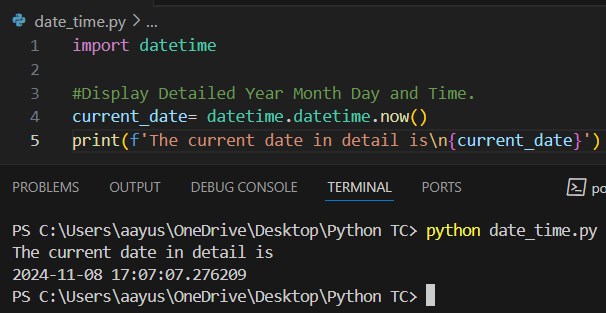 date_time.py > ...
1 import datetime
2
3 #Display Detailed Year Month Day and Time.
4 current_date= datetime.datetime.now()
5 print(f'The current date in detail is\n{current_date}')
PROBLEMS OUTPUT DEBUG CONSOLE TERMINAL PORTS po
PS C:\Users\aayus\OneDrive\Desktop\Python TC> python date_time.py
The current date in detail is
2024-11-08 17:07:07.276209
PS C:\Users\aayus\OneDrive\Desktop\Python TC>